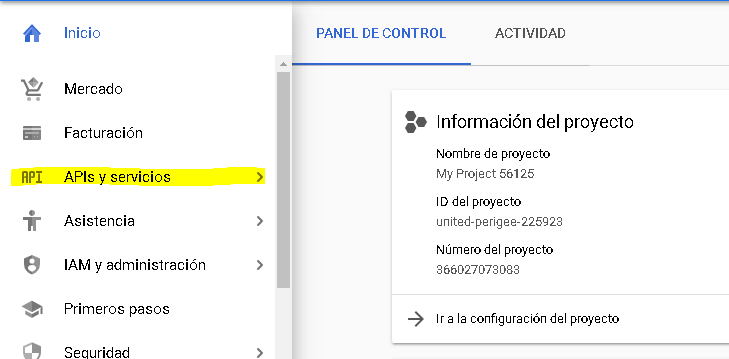 Inicio
Mercado
Facturación
API APIs y servicios
Asistencia
IAM y administración
Primeros pasos
Seguridad
PANEL DE CONTROL
ACTIVIDAD
Información del proyecto
Nombre de proyecto
My Project 56125
ID del proyecto
united-perigee-225923
Número del proyecto
366027073083
Ir a la configuración del proyecto